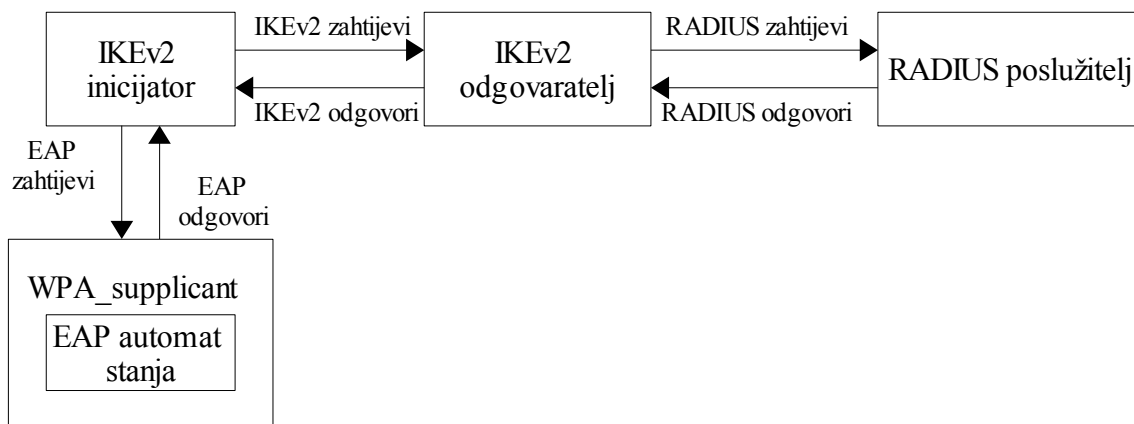 IKEv2
inicijator
IKEv2 zahtijevi
IKEv2 odgovori
IKEv2
odgovaratelj
RADIUS zahtijevi
RADIUS odgovori
RADIUS poslužitelj
EAP
zahtijevi
EAP
odgovori
WPA_supplicant
EAP automat
stanja